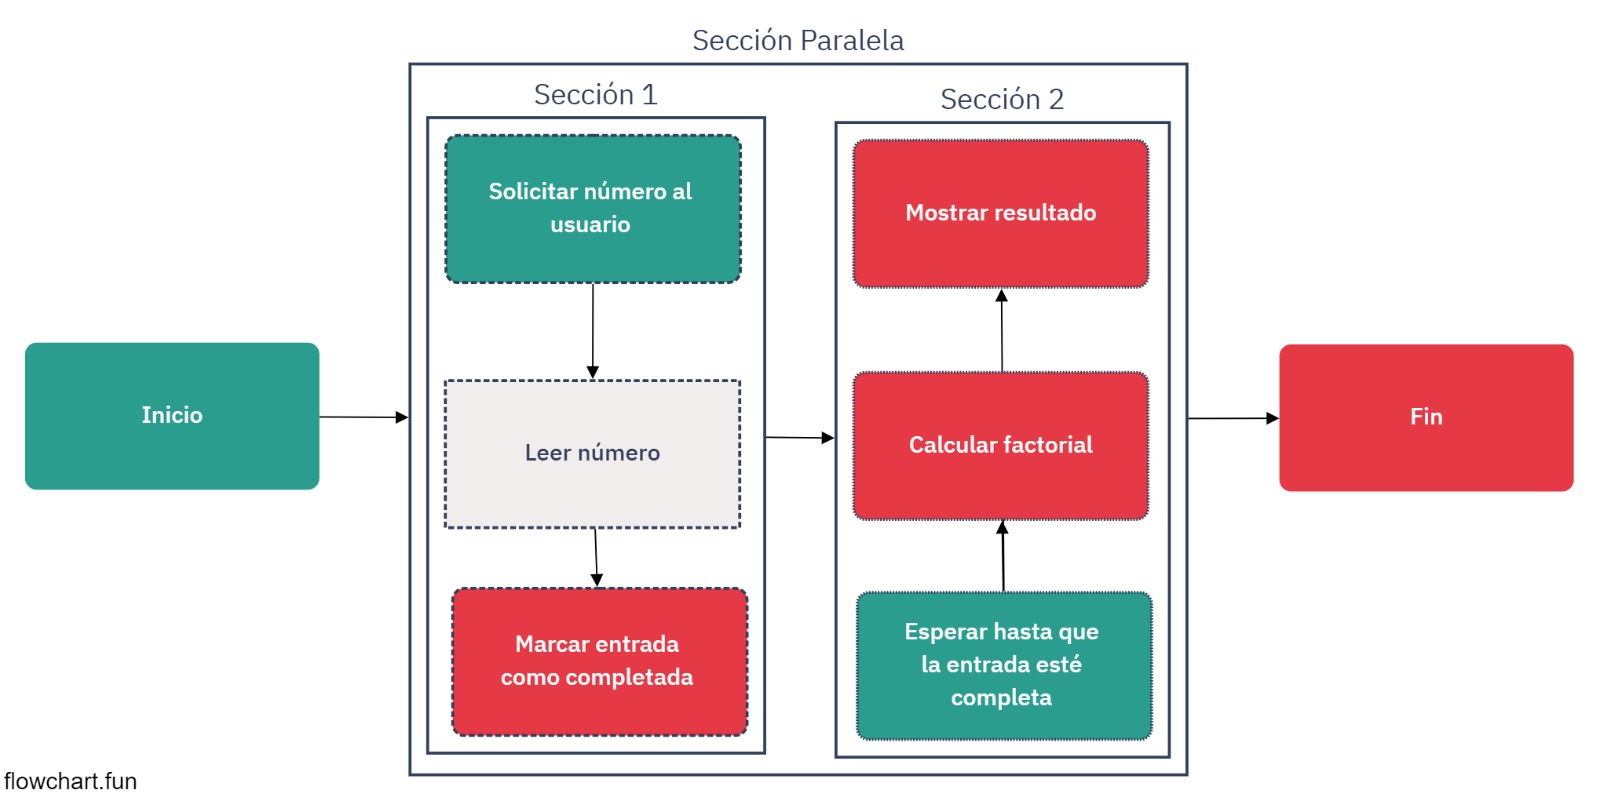 Sección Paralela
Sección 1
Solicitar número al
usuario
Leer número
Marcar entrada
como completada
Sección 2
Mostrar resultado
Calcular factorial
Esperar hasta que
la entrada esté
completa
Inicio
Fin
flowchart.fun